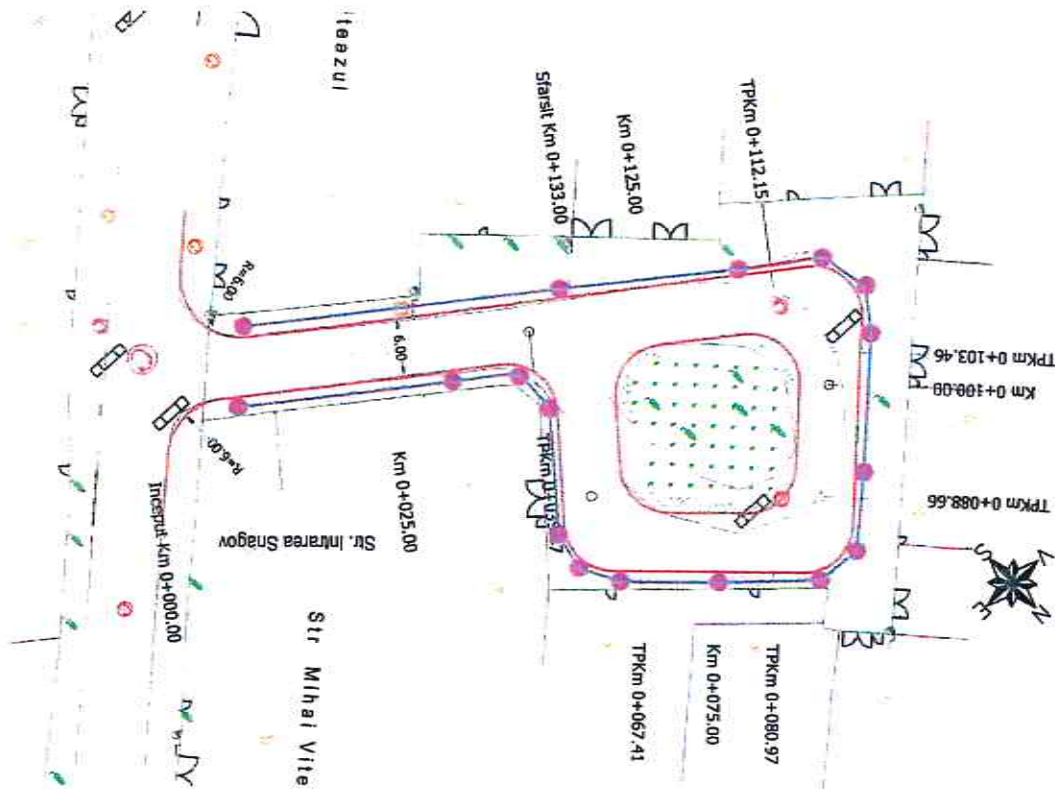 iteazul
Sfarsit Km 0+133.00
Km 0+125.00
TPKm 0+112.15
R=6.00
6.00
TPKm 0+103.46
Km 0+100.00
TPKm 0+088.66
R=6.00
Inceput Km 0+000.00
Str. Intrarea Snagov
Km 0+025.00
Str Mihai Vite
TPKm 0+067.41
Km 0+075.00
TPKm 0+080.97
N
E
S
V